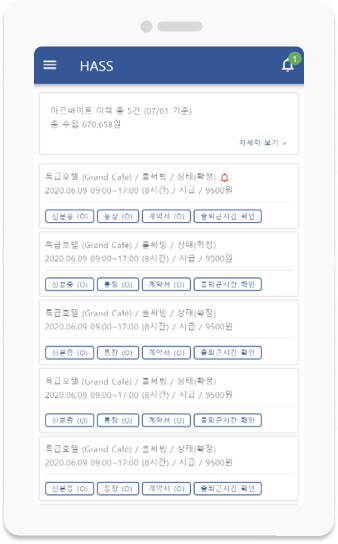 1
HASS
아르바이트 이력 총 5건 (07/01 기준)
총 수입 670,658원
자세히 보기 >
특급호텔 (Grand Café) / 홀써빙 / 상태(확정)
2020.06.09 09:00~17:00 (8시간) / 시급 / 9500원
신분증 (O) 통장 (O) 계약서 (O) 출퇴근시간 확인
특급호텔 (Grand Café) / 홀써빙 / 상태(확정)
2020.06.09 09:00~17:00 (8시간) / 시급 / 9500원
신분증 (O) 통장 (O) 계약서 (O) 출퇴근시간 확인
특급호텔 (Grand Café) / 홀써빙 / 상태(확정)
2020.06.09 09:00~17:00 (8시간) / 시급 / 9500원
신분증 (O) 통장 (O) 계약서 (O) 출퇴근시간 확인
특급호텔 (Grand Café) / 홀써빙 / 상태(확정)
2020.06.09 09:00~17:00 (8시간) / 시급 / 9500원
신분증 (O) 통장 (O) 계약서 (O) 출퇴근시간 확인
특급호텔 (Grand Café) / 홀써빙 / 상태(확정)
2020.06.09 09:00~17:00 (8시간) / 시급 / 9500원
신분증 (O) 통장 (O) 계약서 (O) 출퇴근시간 확인